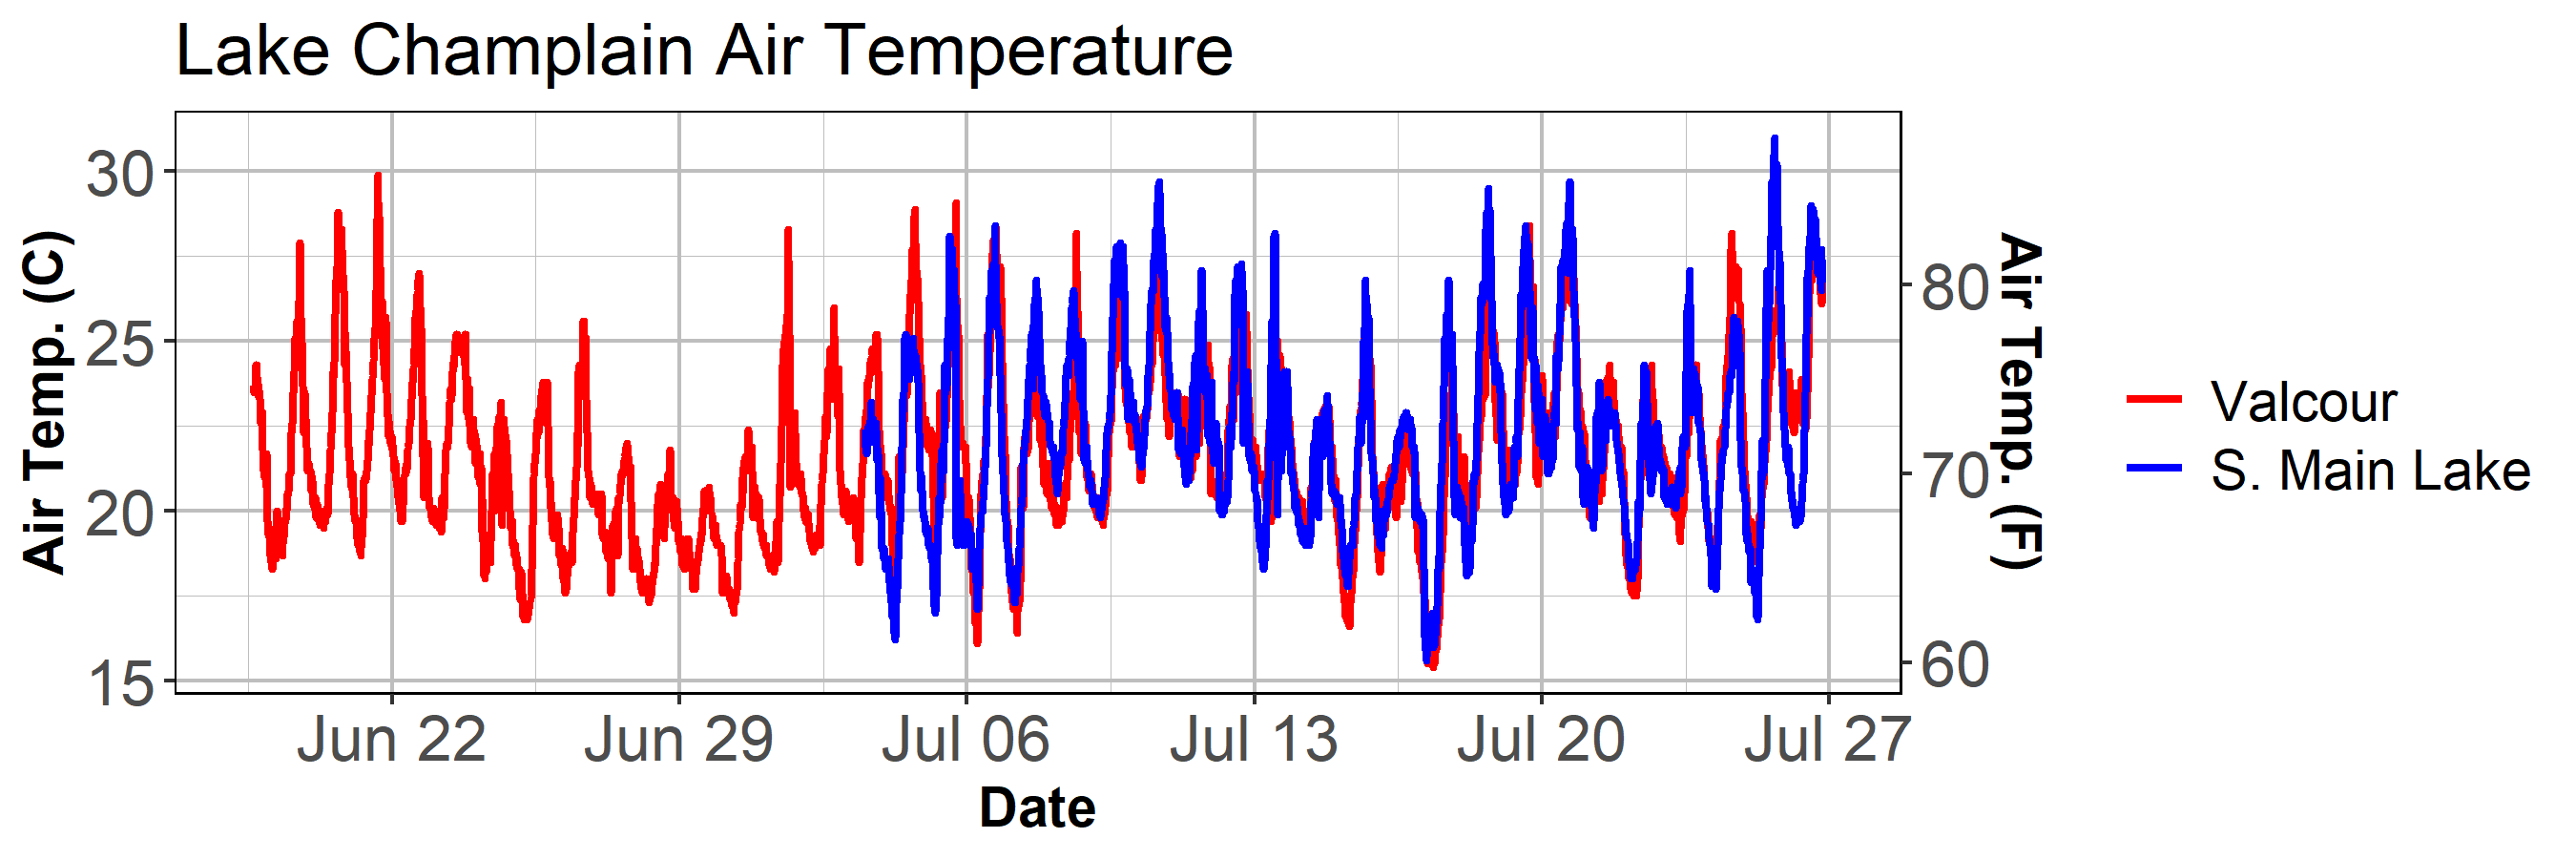 Lake Champlain Air Temperature
Air Temp. (C)
30
25
20
15
Air Temp. (F)
80
70
60
Jun 22
Jun 29
Jul 06
Jul 13
Jul 20
Jul 27
Date
Valcour
S. Main Lake